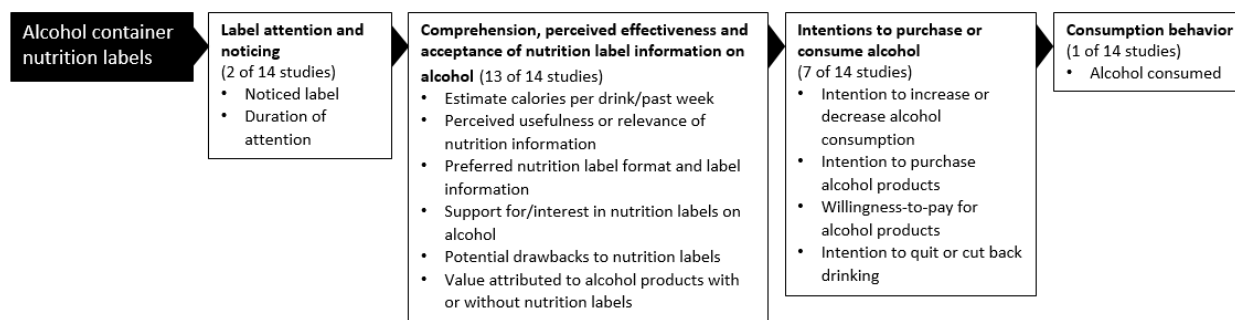 Alcohol container
nutrition labels
Label attention and
noticing
(2 of 14 studies)
• Noticed label
• Duration of
attention
Comprehension, perceived effectiveness and
acceptance of nutrition label information on
alcohol (13 of 14 studies)
• Estimate calories per drink/past week
• Perceived usefulness or relevance of
nutrition information
• Preferred nutrition label format and label
information
• Support for/interest in nutrition labels on
alcohol
• Potential drawbacks to nutrition labels
• Value attributed to alcohol products with
or without nutrition labels
Intentions to purchase or
consume alcohol
(7 of 14 studies)
• Intention to increase or
decrease alcohol
consumption
• Intention to purchase
alcohol products
• Willingness-to-pay for
alcohol products
• Intention to quit or cut back
drinking
Consumption behavior
(1 of 14 studies)
• Alcohol consumed